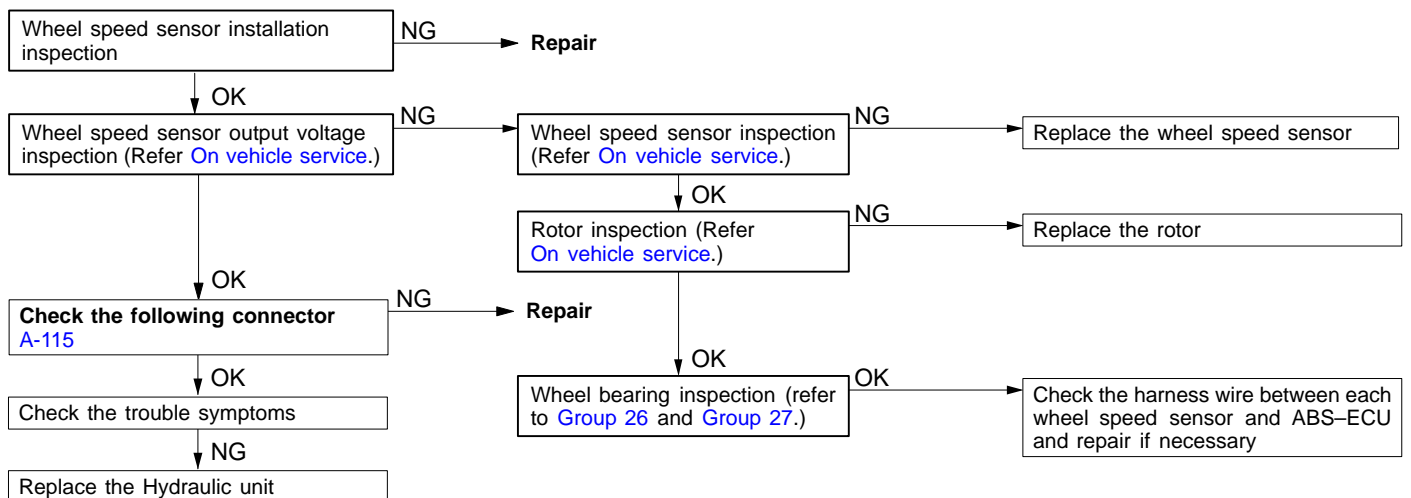 Wheel speed sensor installation
inspection
NG
Repair
OK
Wheel speed sensor output voltage
inspection (Refer On vehicle service.)
NG
Wheel speed sensor inspection
(Refer On vehicle service.)
NG
Replace the wheel speed sensor
OK
Rotor inspection (Refer
On vehicle service.)
NG
Replace the rotor
OK
Check the following connector
A-115
NG
Repair
OK
Check the trouble symptoms
NG
Replace the Hydraulic unit
OK
Wheel bearing inspection (refer
to Group 26 and Group 27.)
OK
Check the harness wire between each
wheel speed sensor and ABS–ECU
and repair if necessary